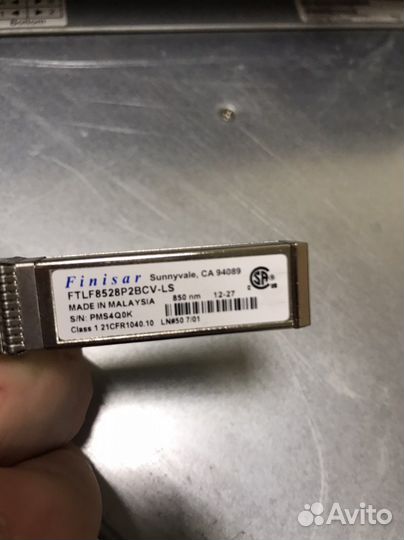 Finisar Sunnyvale, CA 94089
FTLF8528P2BCV-LS
MADE IN MALAYSIA 850 nm 12-27
S/N: PMS4Q0K
Class 1 21CFR1040.10 LN#50 7/01
Avito